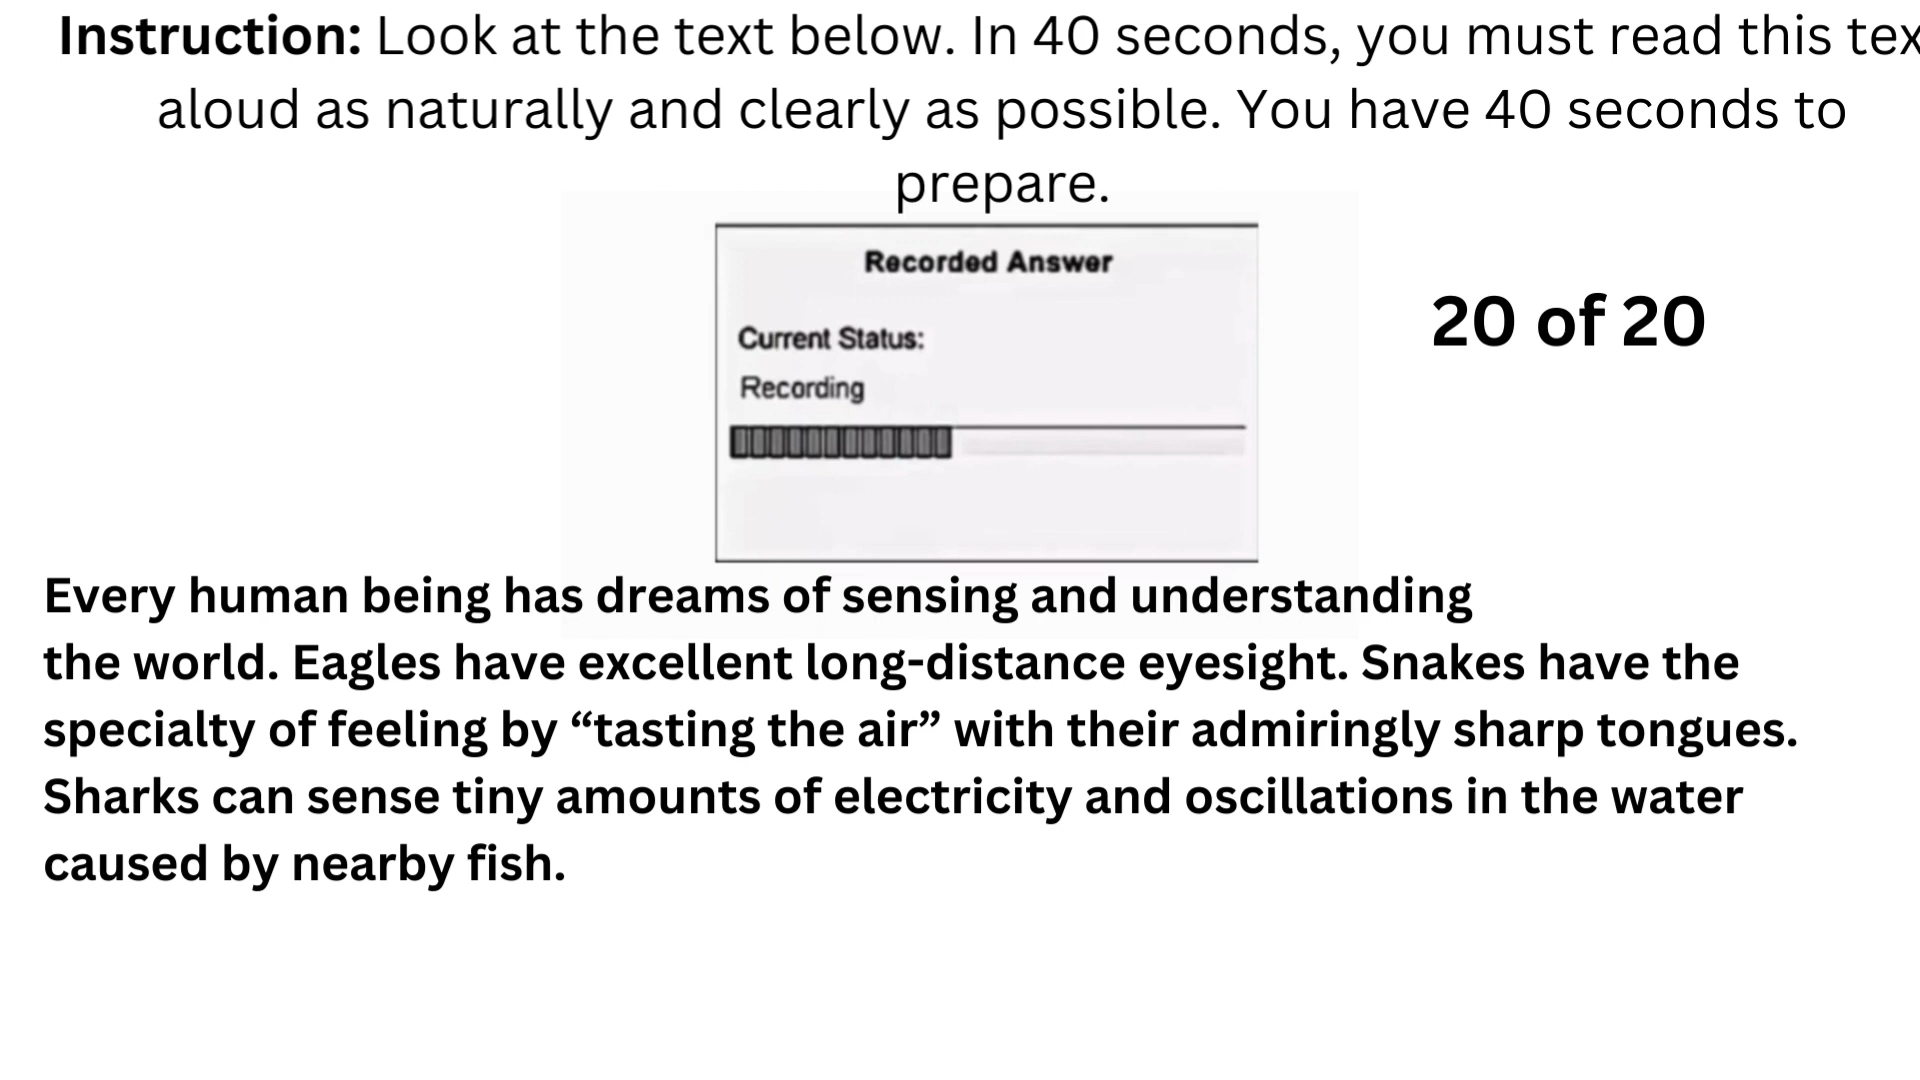 Instruction: Look at the text below. In 40 seconds, you must read this tex
aloud as naturally and clearly as possible. You have 40 seconds to
prepare.
Recorded Answer
20 of 20
Current Status:
Recording
Every human being has dreams of sensing and understanding
the world. Eagles have excellent long-distance eyesight. Snakes have the
specialty of feeling by “tasting the air” with their admiringly sharp tongues.
Sharks can sense tiny amounts of electricity and oscillations in the water
caused by nearby fish.